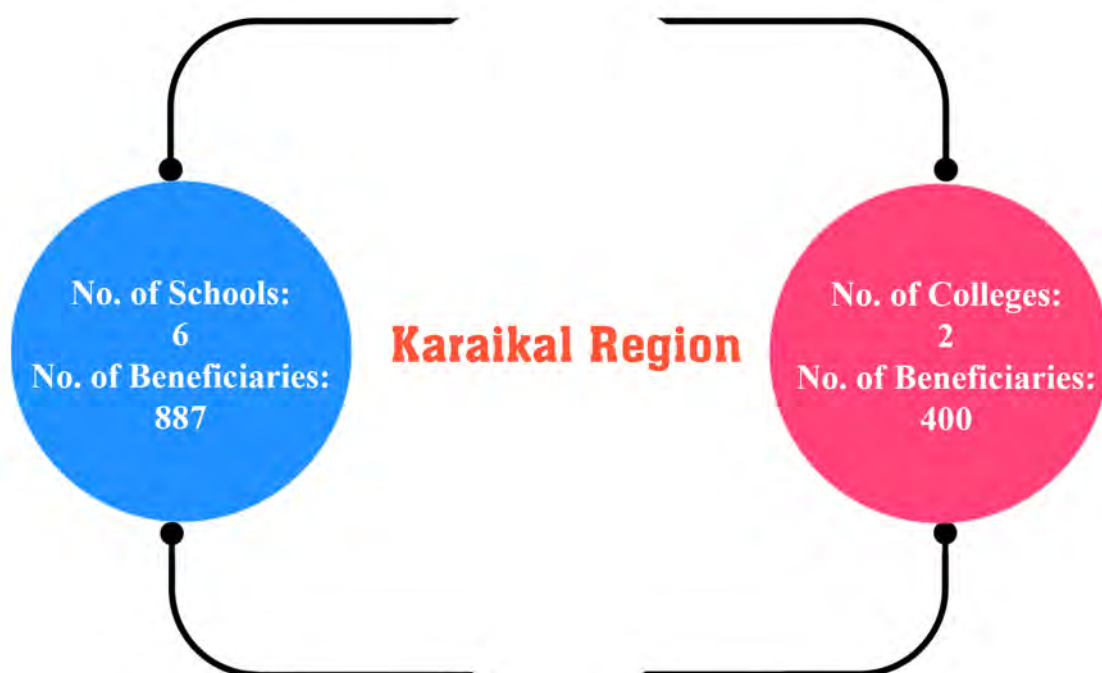 No. of Schools:
6
No. of Beneficiaries:
887
Karaikal Region
No. of Colleges:
2
No. of Beneficiaries:
400